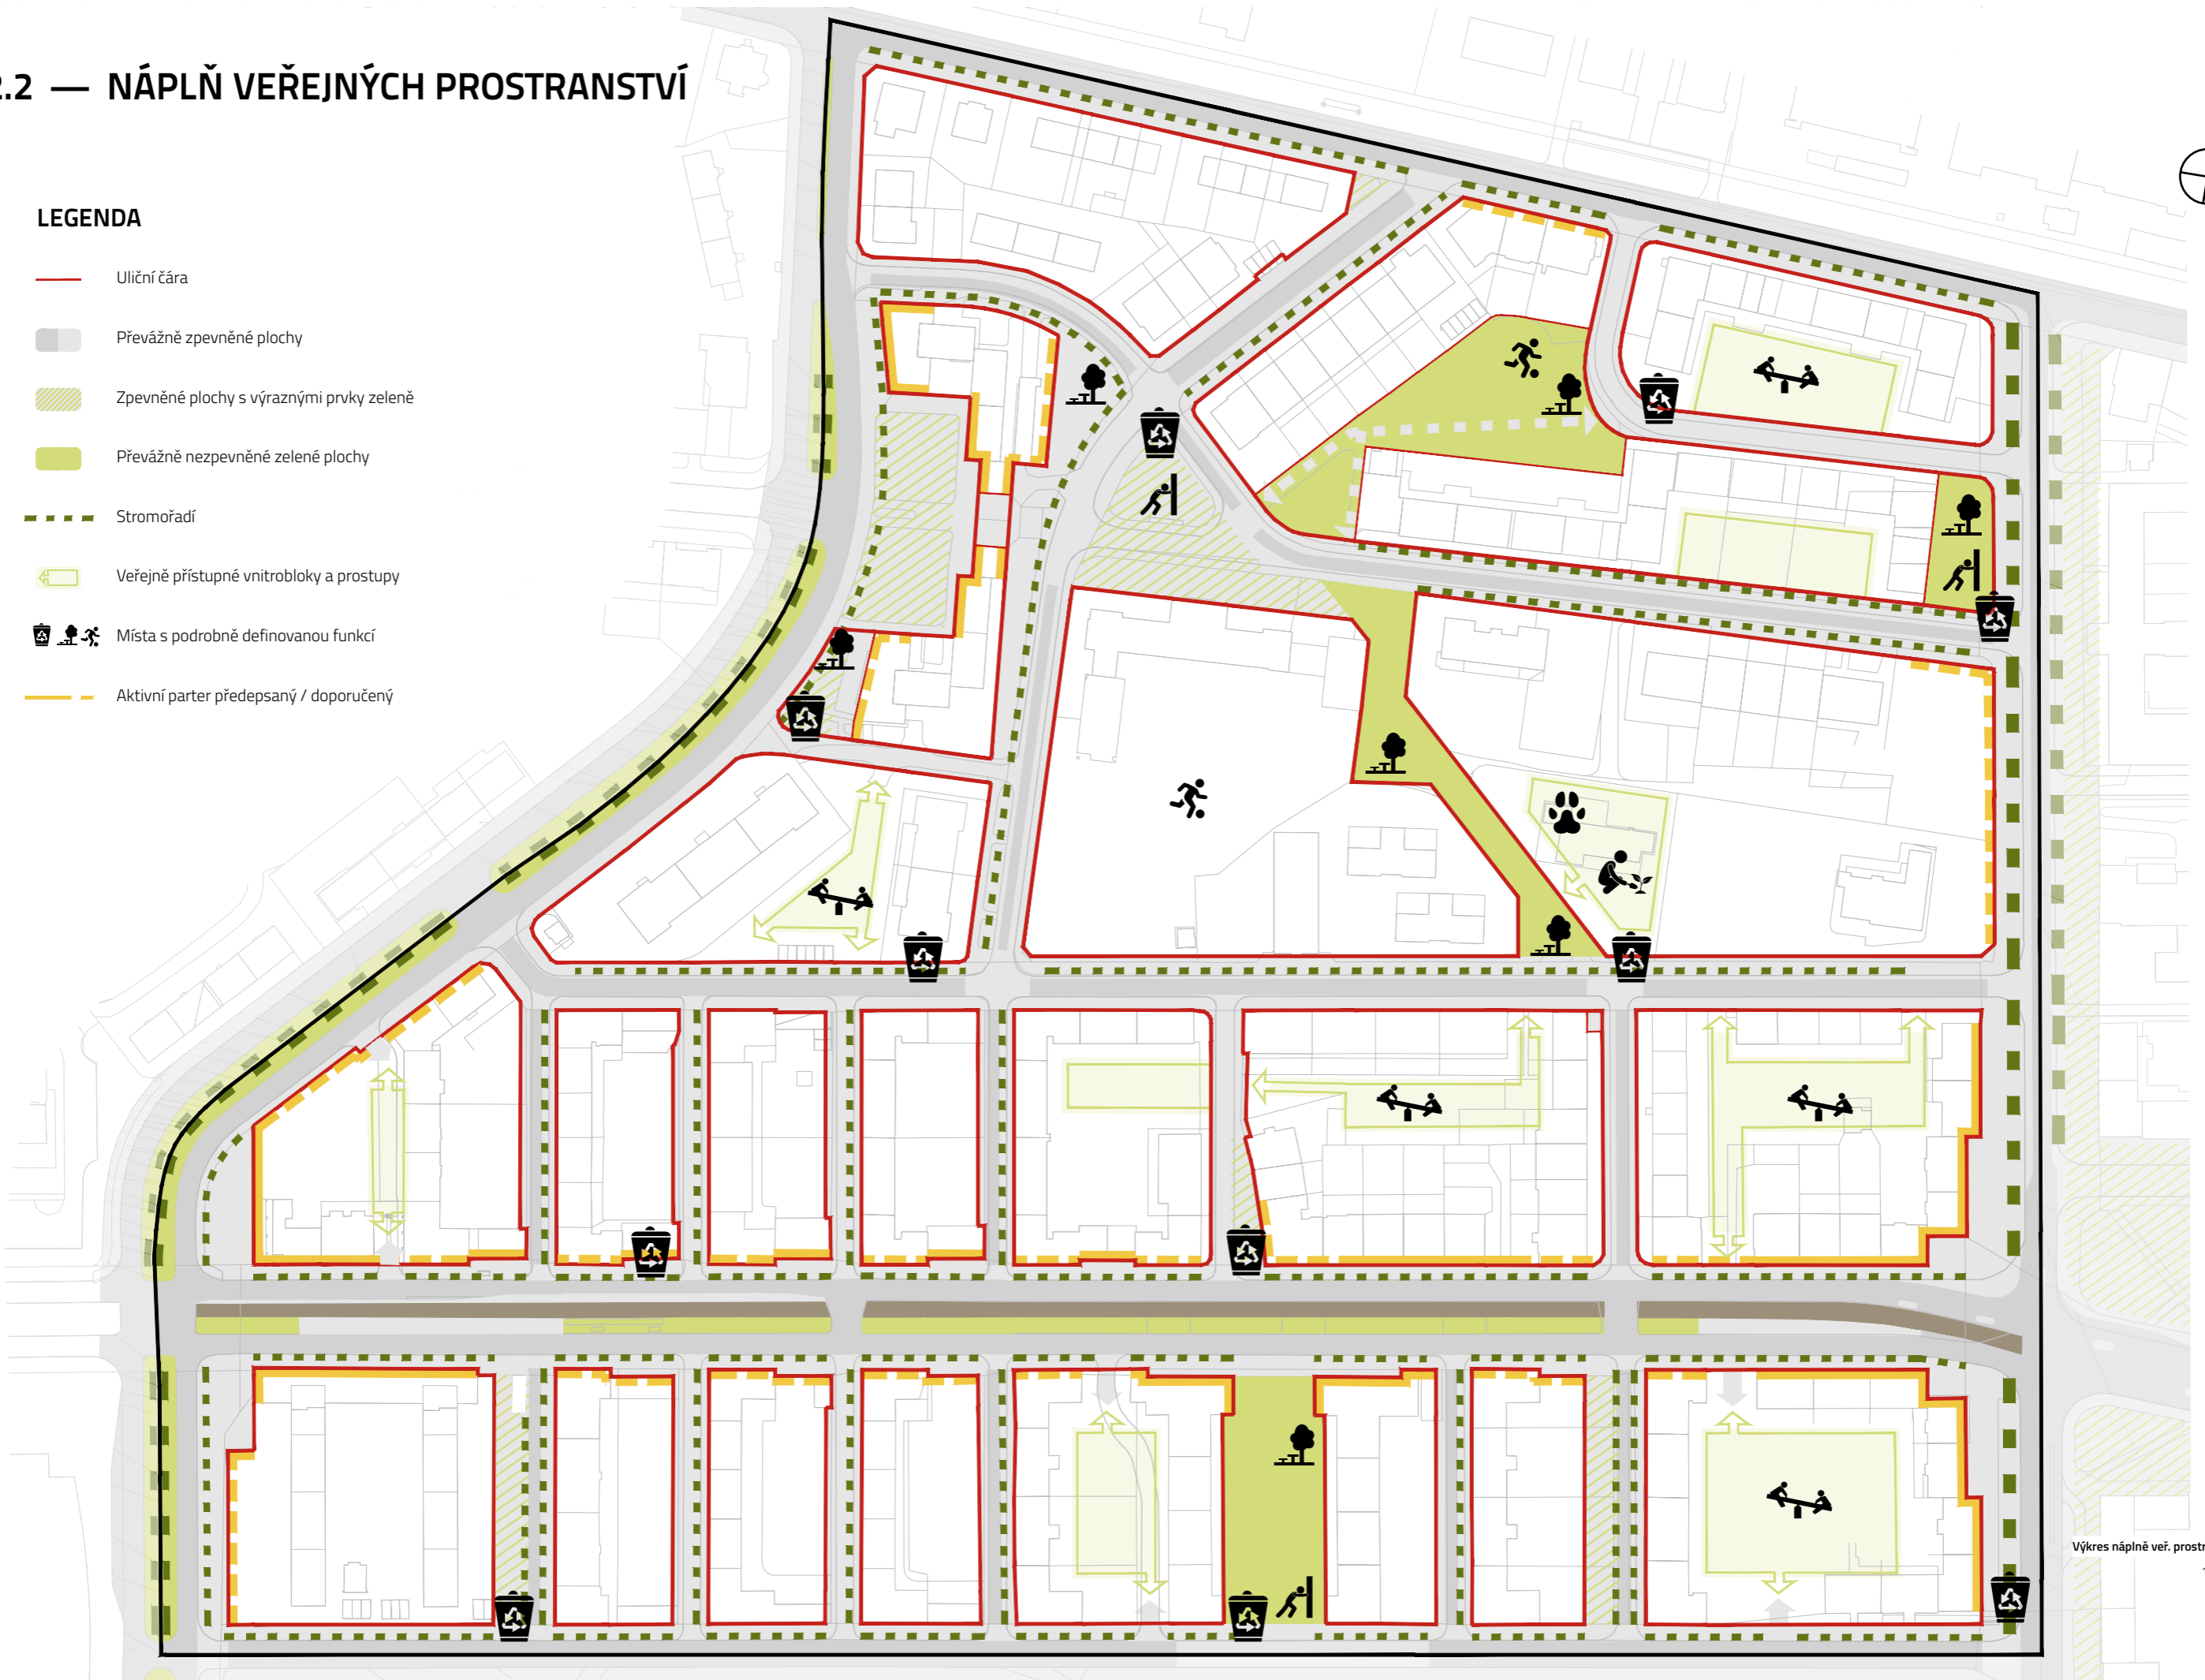 .2 — NÁPLŇ VEŘEJNÝCH PROSTRANSTVÍ
LEGENDA
Uliční čára
Převážně zpevněné plochy
Zpevněné plochy s výraznými prvky zeleně
Převážně nezpevněné zelené plochy
Stromořadí
Veřejně přístupné vnitrobloky a prostupy
Místa s podrobně definovanou funkcí
Aktivní parter předepsaný / doporučený
Výkres náplně veř.